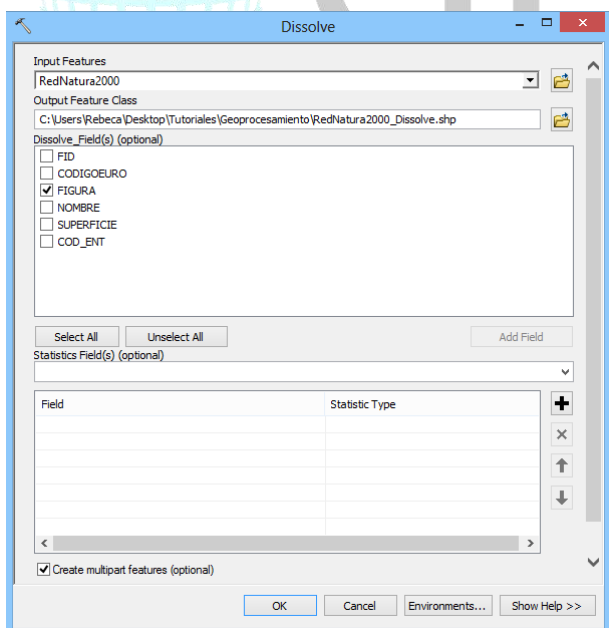 Dissolve
Input Features
RedNatura2000
Output Feature Class
C:\Users\Rebeca\Desktop\Tutoriales\Geoprocesamiento\RedNatura2000_Dissolve.shp
Dissolve_Field(s) (optional)
FID
CODIGOEURO
FIGURA
NOMBRE
SUPERFICIE
COD_ENT
Select All Unselect All Add Field
Statistics Field(s) (optional)
Field Statistic Type
Create multipart features (optional)
OK Cancel Environments... Show Help >>